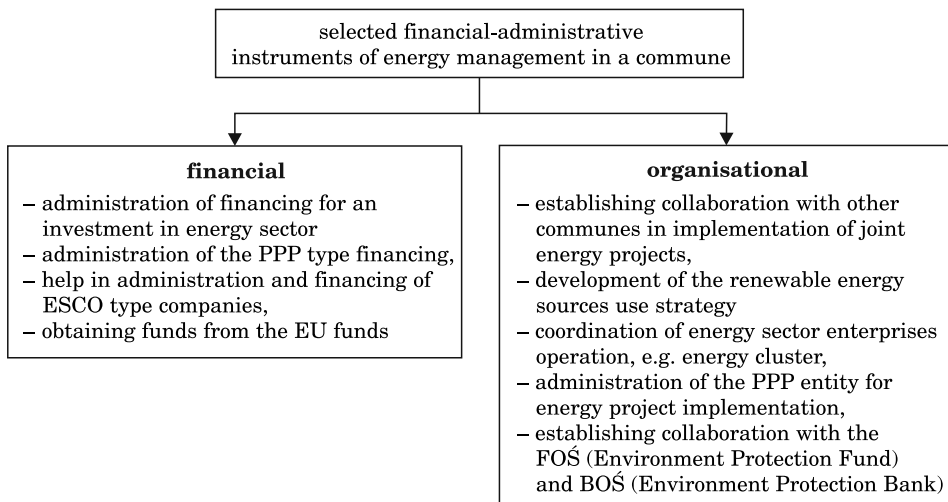 selected financial-administrative
instruments of energy management in a commune
financial
– administration of financing for an
investment in energy sector
– administration of the PPP type financing,
– help in administration and financing of
ESCO type companies,
– obtaining funds from the EU funds
organisational
– establishing collaboration with other
communes in implementation of joint
energy projects,
– development of the renewable energy
sources use strategy
– coordination of energy sector enterprises
operation, e.g. energy cluster,
– administration of the PPP entity for
energy project implementation,
– establishing collaboration with the
FOŚ (Environment Protection Fund)
and BOŚ (Environment Protection Bank)